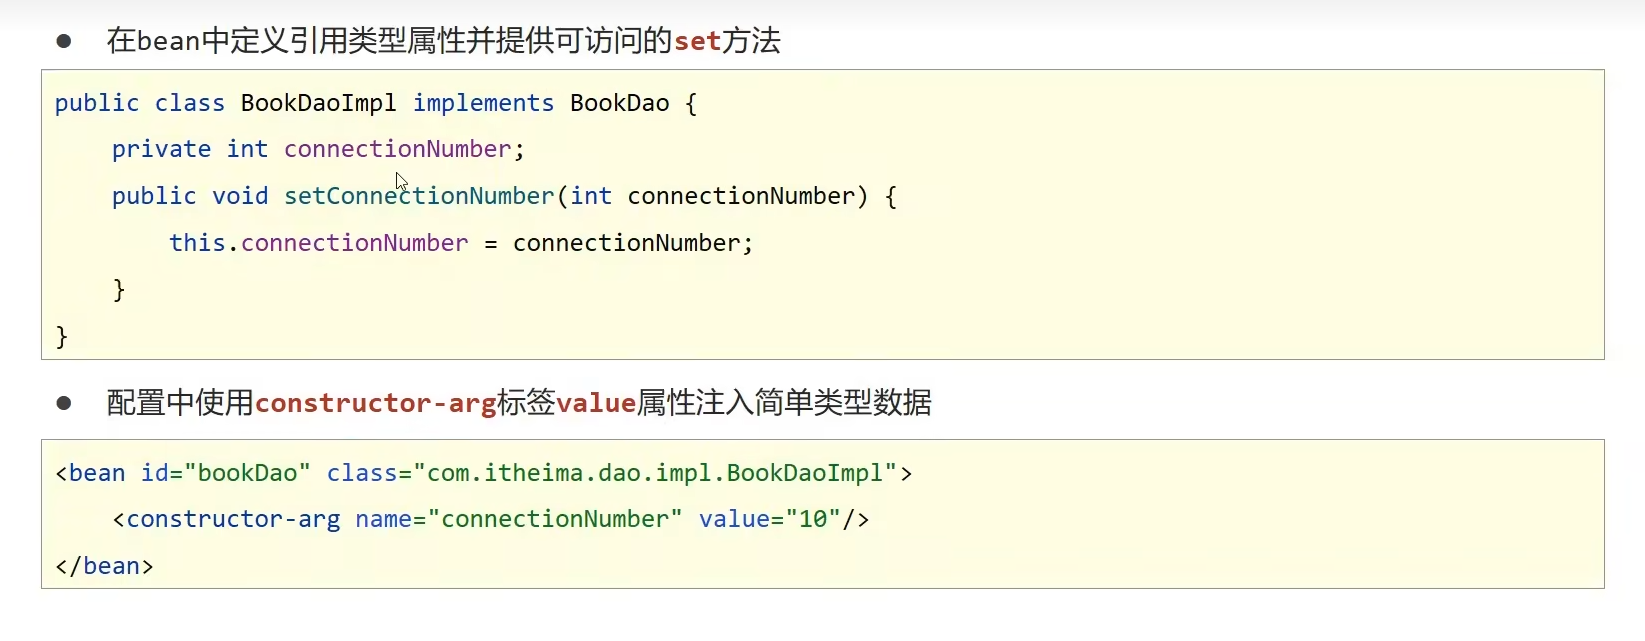 ● 在bean中定义引用类型属性并提供可访问的set方法
public class BookDaoImpl implements BookDao {
    private int connectionNumber;
    public void setConnectionNumber(int connectionNumber) {
        this.connectionNumber = connectionNumber;
    }
}
● 配置中使用constructor-arg标签value属性注入简单类型数据
<bean id="bookDao" class="com.itheima.dao.impl.BookDaoImpl">
    <constructor-arg name="connectionNumber" value="10"/>
</bean>